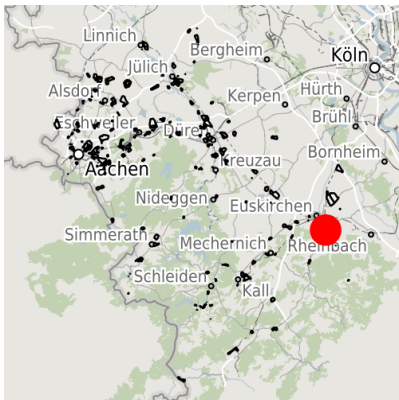 Linnich
Bergheim
Köln
Jülich
Alsdorf
Kerpen
Hürth
Brühl
Eschweiler
Düren
Bornheim
Kreuzau
Aachen
Nideggen
Euskirchen
Simmerath
Mechernich
Rheinbach
Schleiden
Kall